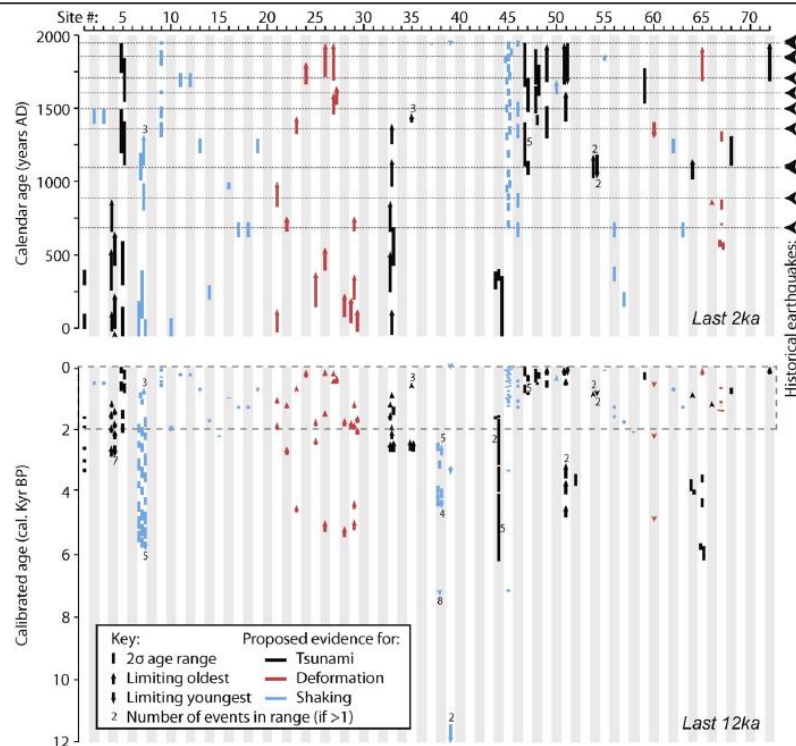 Site #: 5 10 15 20 25 30 35 40 45 50 55 60 65 70
2000
1500
1000
500
0
Calendar age (years AD)
3
3
5
2
2
Last 2ka
Historical earthquakes:
0
2
4
6
8
10
12
Calibrated age (cal. Kyr BP)
3
7
5
3
5
4
8
2
2
5
5
2
2
1
2
Key:
2σ age range
Limiting oldest
Limiting youngest
2 Number of events in range (if >1)
Proposed evidence for:
Tsunami
Deformation
Shaking
Last 12ka